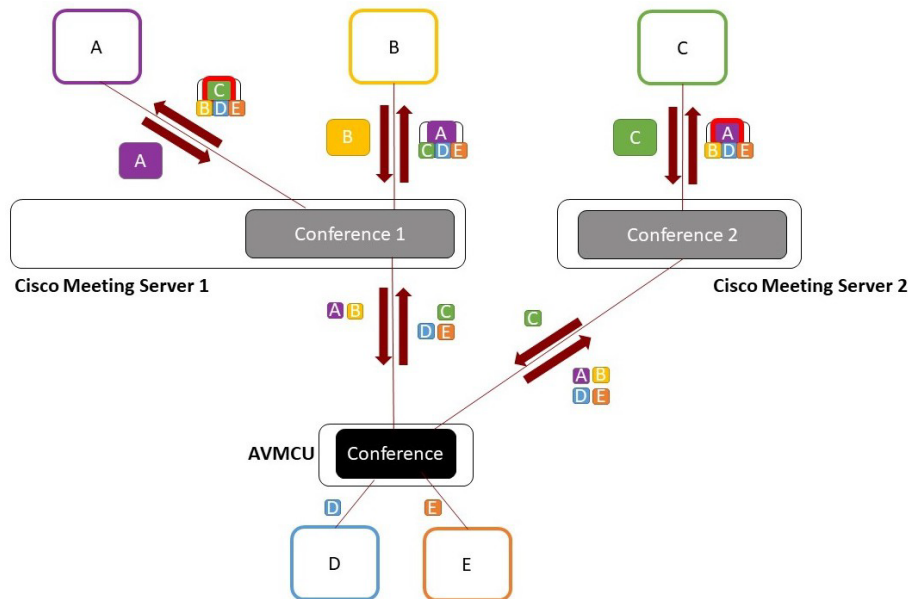 A
B
C
C
B D E
A
B
A
C D E
C
A
B D E
Conference 1
Conference 2
Cisco Meeting Server 1
Cisco Meeting Server 2
A B
C
D E
C
A B
D E
AVMCU
Conference
D
E
D
E